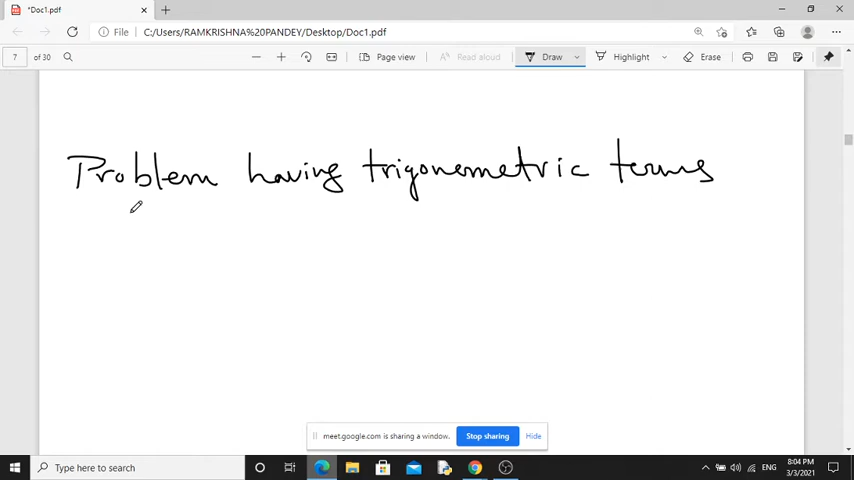 *Doc1.pdf
File C:/Users/RAMKRISHNA%20PANDEY/Desktop/Doc1.pdf
7 of 30 Page view Read aloud Draw Highlight Erase
Problem having trigonometric terms
meet.google.com is sharing a window. Stop sharing Hide
Type here to search
ENG
8:04 PM
3/3/2021